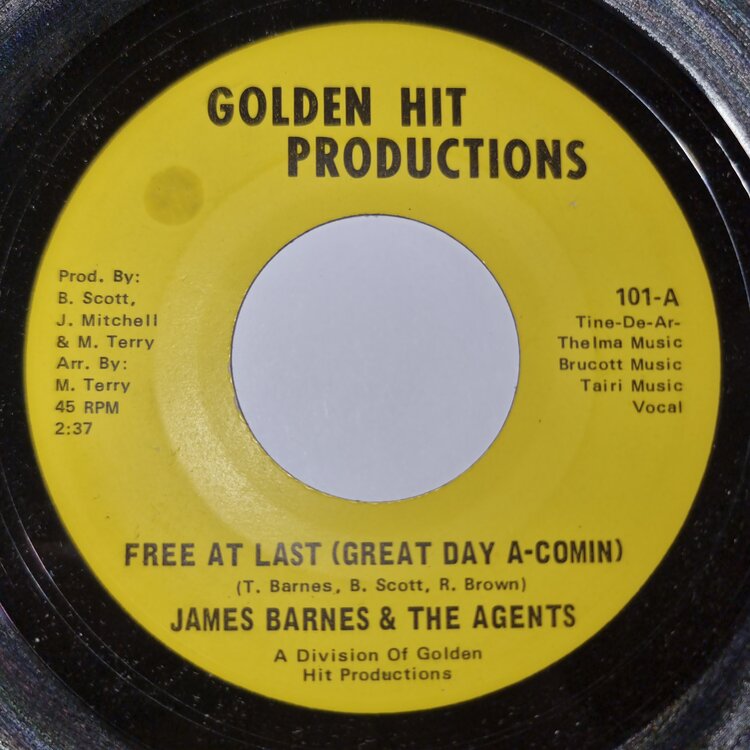 GOLDEN HIT
PRODUCTIONS
Prod. By:
B. Scott,
J. Mitchell
& M. Terry
Arr. By:
M. Terry
45 RPM
2:37
101-A
Tine-De-Ar-
Thelma Music
Brucott Music
Tairi Music
Vocal
FREE AT LAST (GREAT DAY A-COMIN)
(T. Barnes, B. Scott, R. Brown)
JAMES BARNES & THE AGENTS
A Division Of Golden
Hit Productions